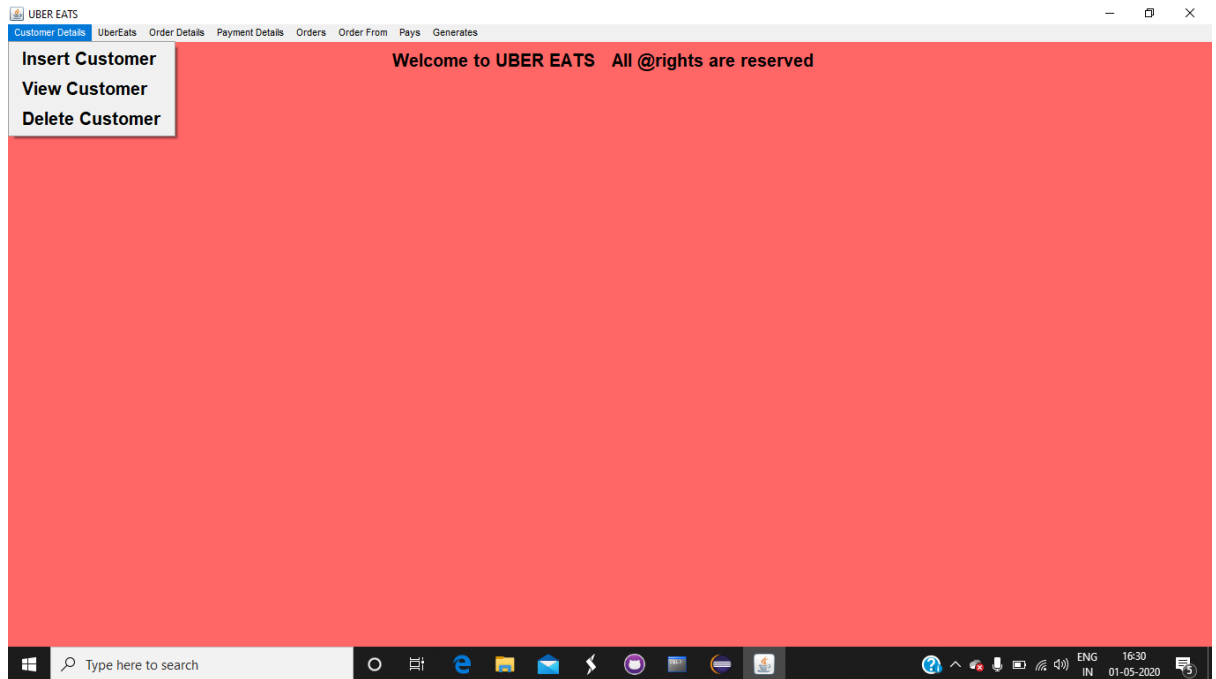 UBER EATS
Customer Details UberEats Order Details Payment Details Orders Order From Pays Generates
Insert Customer
View Customer
Delete Customer
Welcome to UBER EATS All @rights are reserved
Type here to search
ENG
IN
16:30
01-05-2020
5